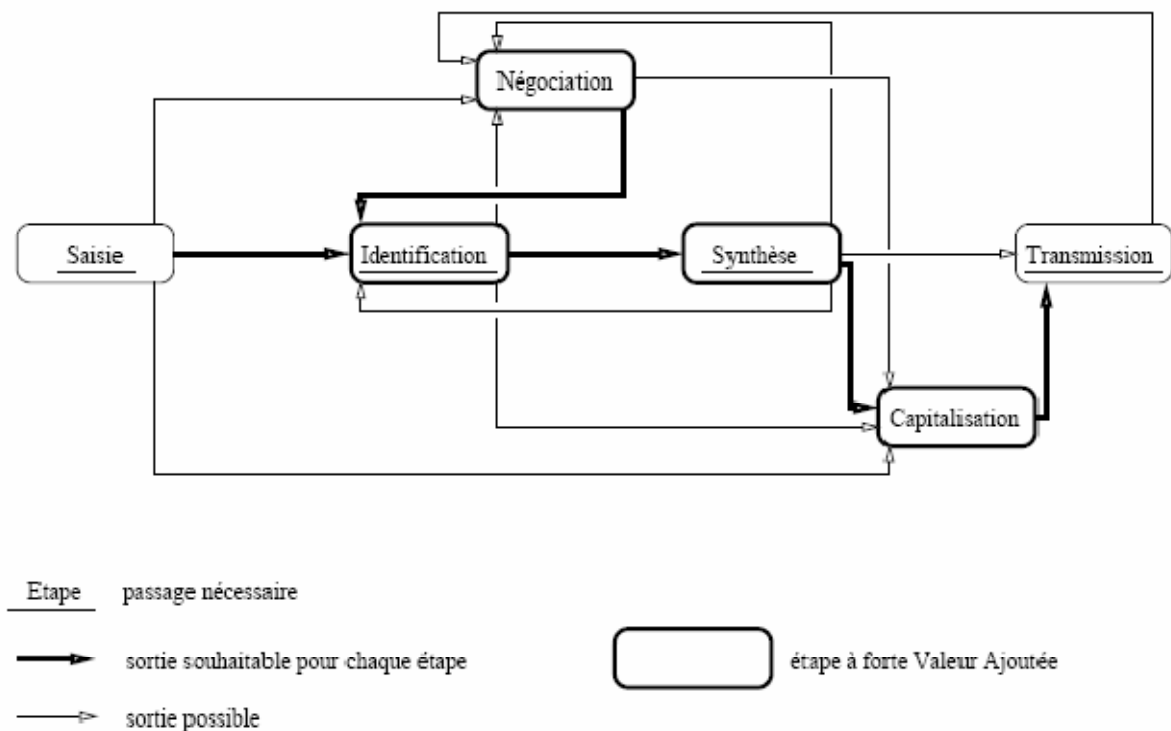 Négociation
Saisie
Identification
Synthèse
Transmission
Capitalisation
Etape passage nécessaire
sortie souhaitable pour chaque étape
étape à forte Valeur Ajoutée
sortie possible